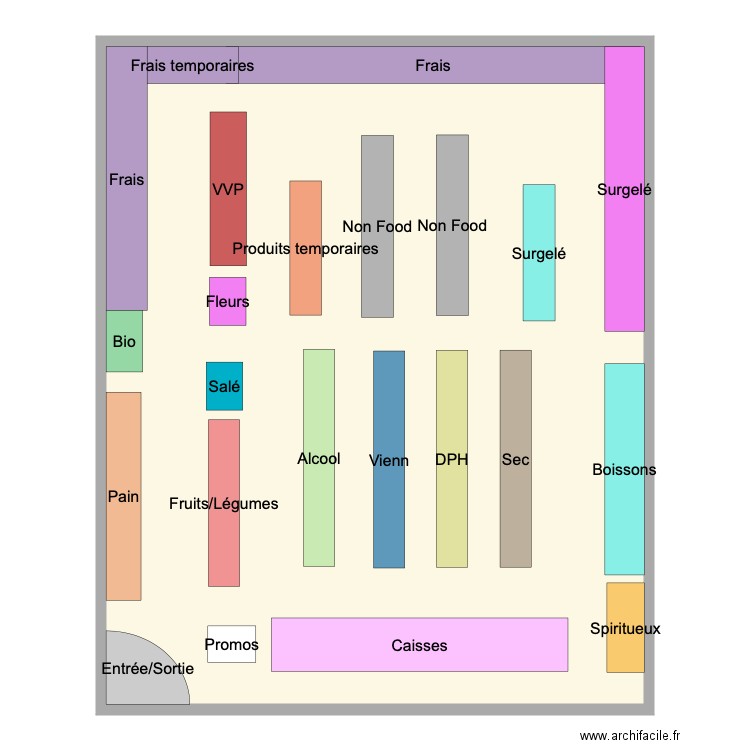 Frais temporaires
Frais
Frais
VVP
Surgelé
Non Food
Non Food
Produits temporaires
Surgelé
Fleurs
Bio
Salé
Alcool
Vienn
DPH
Sec
Boissons
Pain
Fruits/Légumes
Spiritueux
Promos
Caisses
Entrée/Sortie
www.archifacile.fr